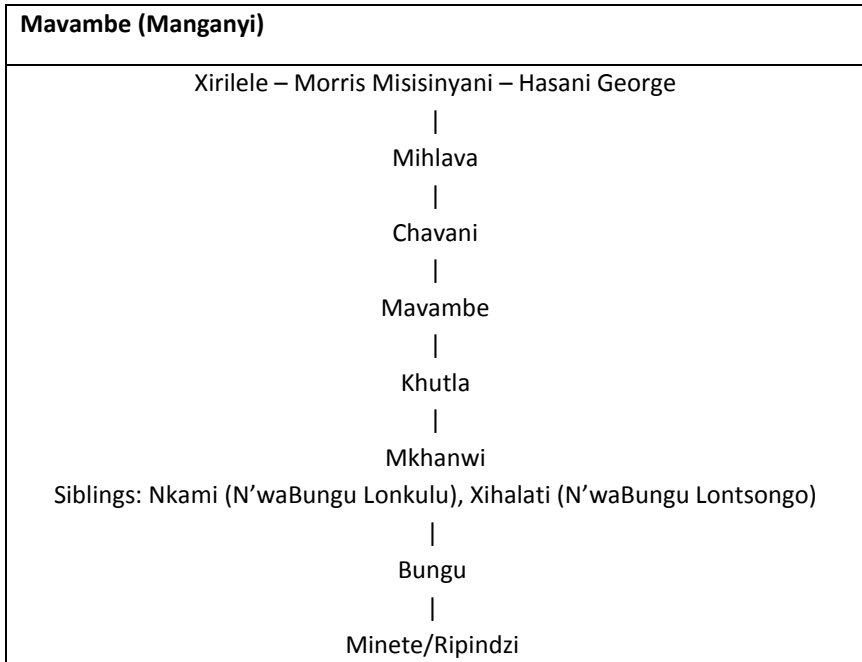 Mavambe (Manganyi)
Xirilele – Morris Misisinyani – Hasani George
|
Mihlava
|
Chavani
|
Mavambe
|
Khutla
|
Mkhanwi
Siblings: Nkami (N’waBungu Lonkulu), Xihalati (N’waBungu Lontsongo)
|
Bungu
|
Minete/Ripindzi